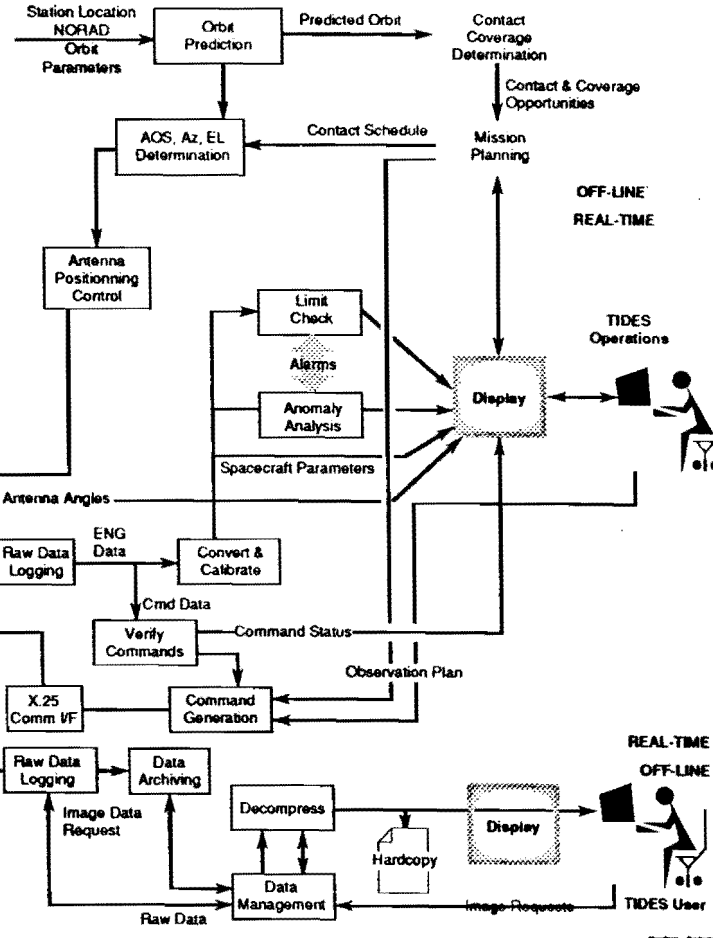 Station Location
NORAD
Orbit
Parameters
Orbit
Prediction
Predicted Orbit
Contact
Coverage
Determination
Contact & Coverage
Opportunities
AOS, Az, EL
Determination
Contact Schedule
Mission
Planning
OFF-LINE
REAL-TIME
Antenna
Positionning
Control
Limit
Check
Alarms
Anomaly
Analysis
Display
TIDES
Operations
Spacecraft Parameters
Antenna Angles
Raw Data
Logging
ENG
Data
Convert &
Calibrate
Cmd Data
Verify
Commands
Command Status
Observation Plan
X.25
Comm I/F
Command
Generation
REAL-TIME
OFF-LINE
Raw Data
Logging
Data
Archiving
Image Data
Request
Decompress
Hardcopy
Display
Data
Management
Raw Data
Image Requests
TIDES User